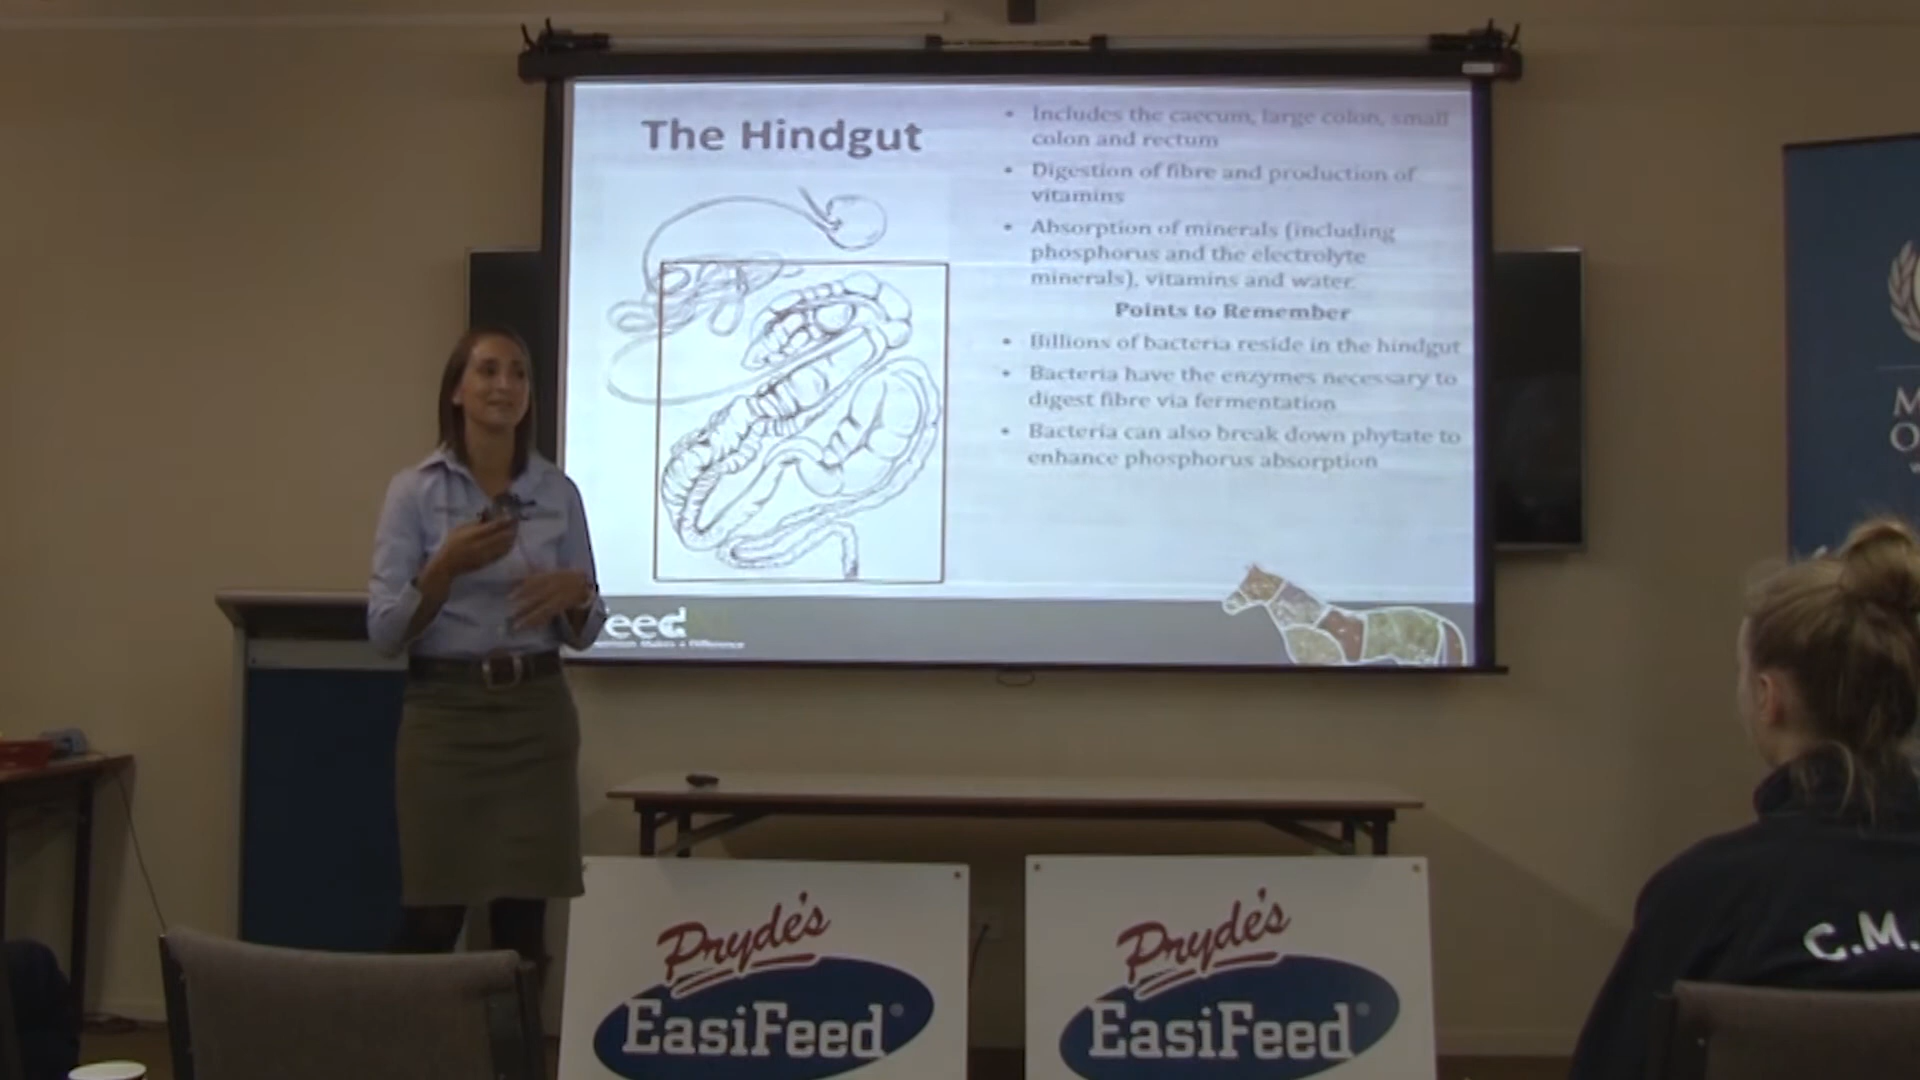 The Hindgut
• Includes the caecum, large colon, small
colon and rectum
• Digestion of fibre and production of
vitamins
• Absorption of minerals (including
phosphorus and the electrolyte
minerals), vitamins and water.
Points to Remember
• Billions of bacteria reside in the hindgut
• Bacteria have the enzymes necessary to
digest fibre via fermentation
• Bacteria can also break down phytate to
enhance phosphorus absorption
eed
Makes a Difference
M
O
C.M.
Pryde's
EasiFeed®
Pryde's
EasiFeed®